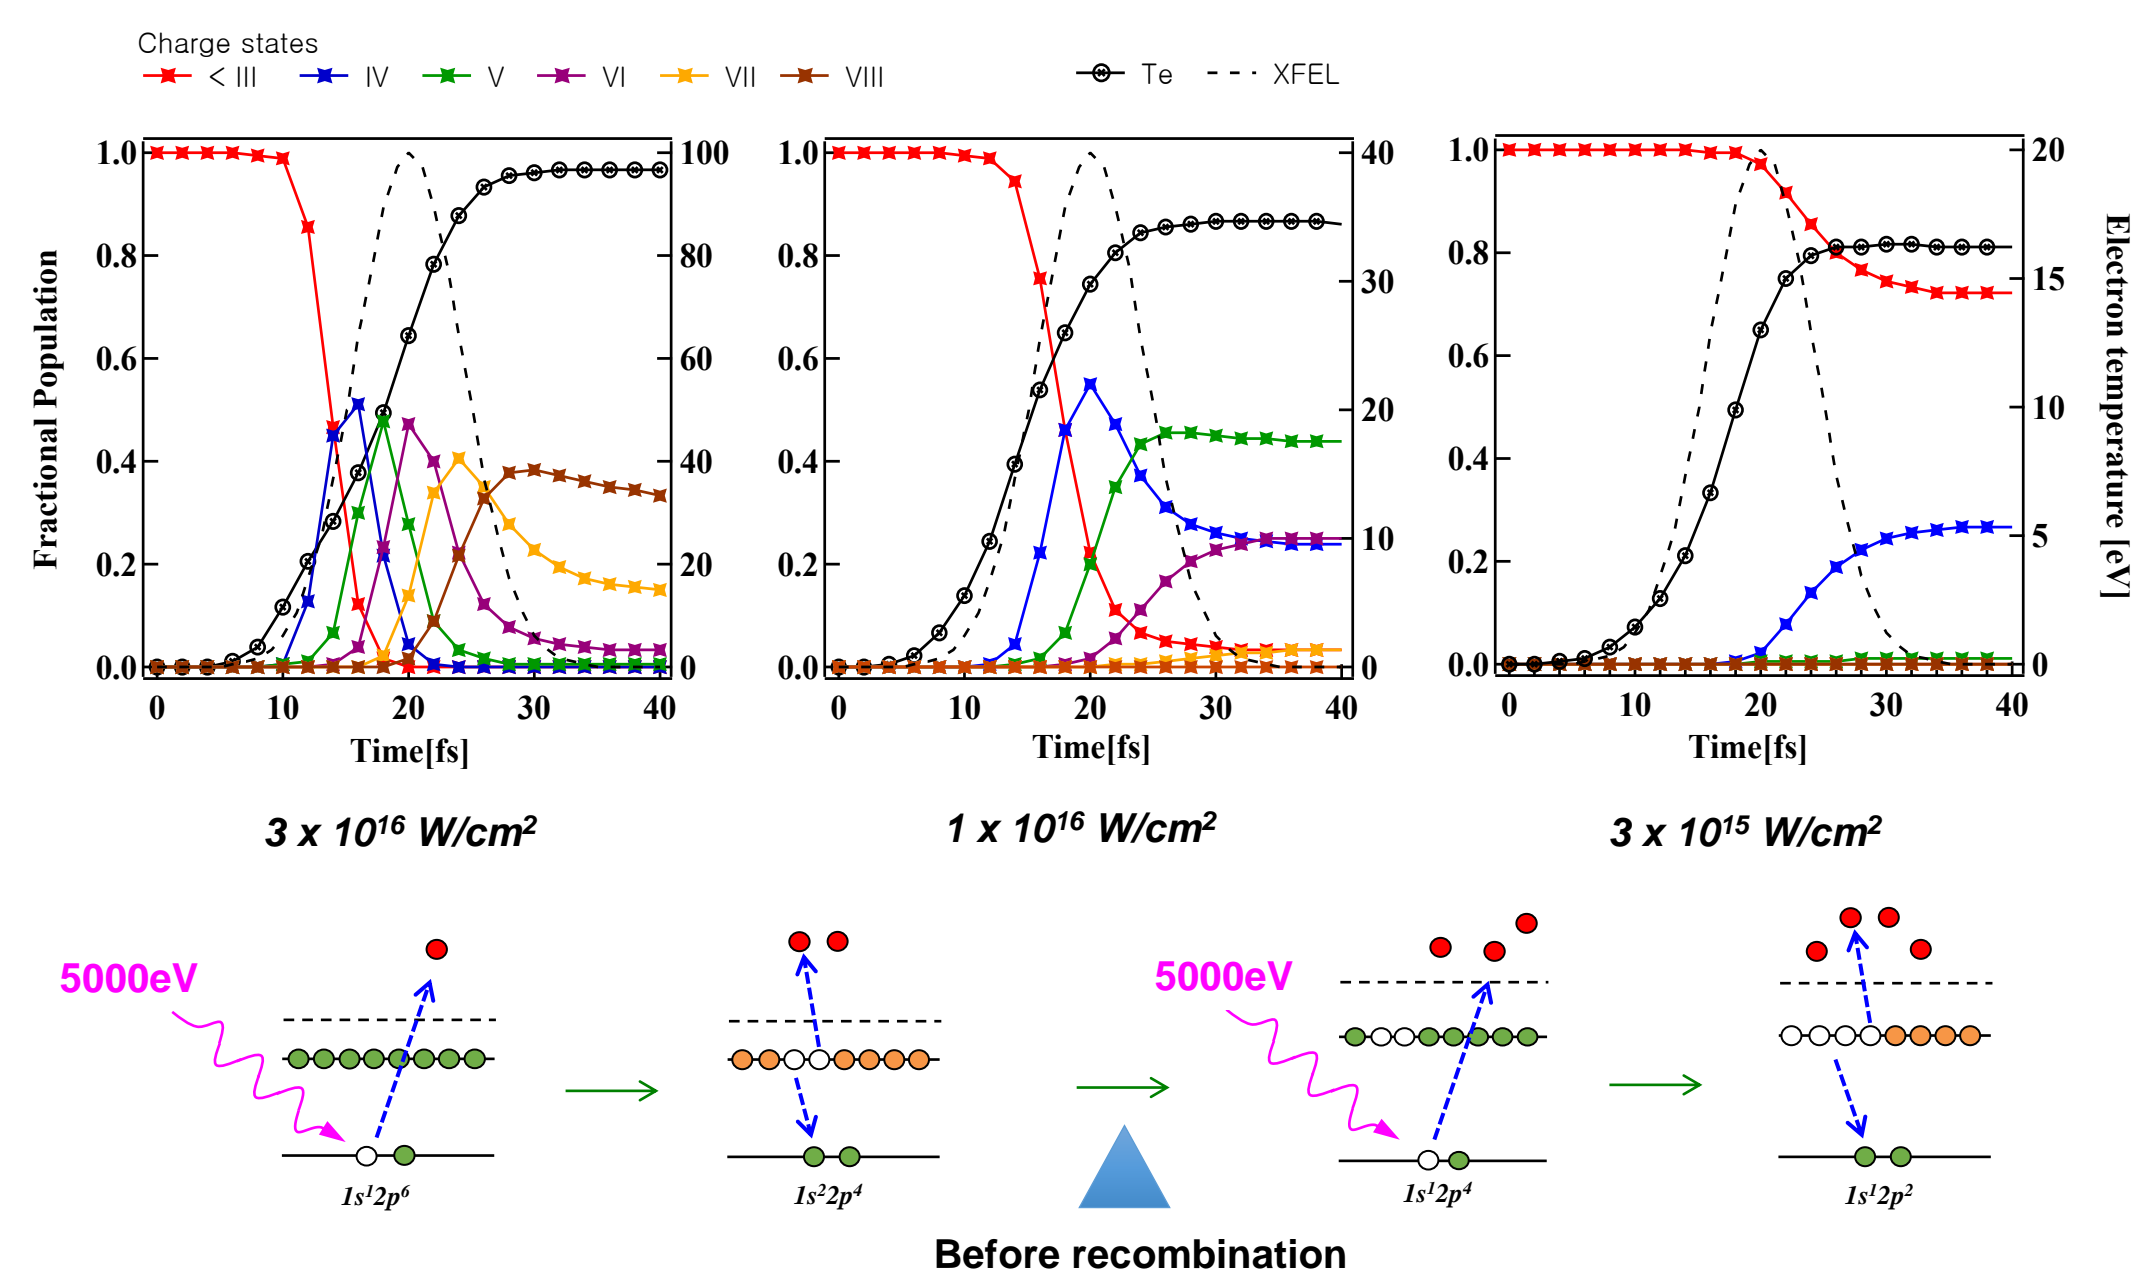 Charge states
< III IV V VI VII VIII Te XFEL
Fractional Population
1.0 0.8 0.6 0.4 0.2 0.0
100 80 60 40 20 0
0 10 20 30 40
Time[fs]
1.0 0.8 0.6 0.4 0.2 0.0
40 30 20 10 0
0 10 20 30 40
Time[fs]
1.0 0.8 0.6 0.4 0.2 0.0
20 15 10 5 0
0 10 20 30 40
Time[fs]
Electron temperature [eV]
3 x 10¹⁶ W/cm²
1 x 10¹⁶ W/cm²
3 x 10¹⁵ W/cm²
5000eV
5000eV
1s¹2p⁶
1s²2p⁴
1s¹2p⁴
1s¹2p²
Before recombination